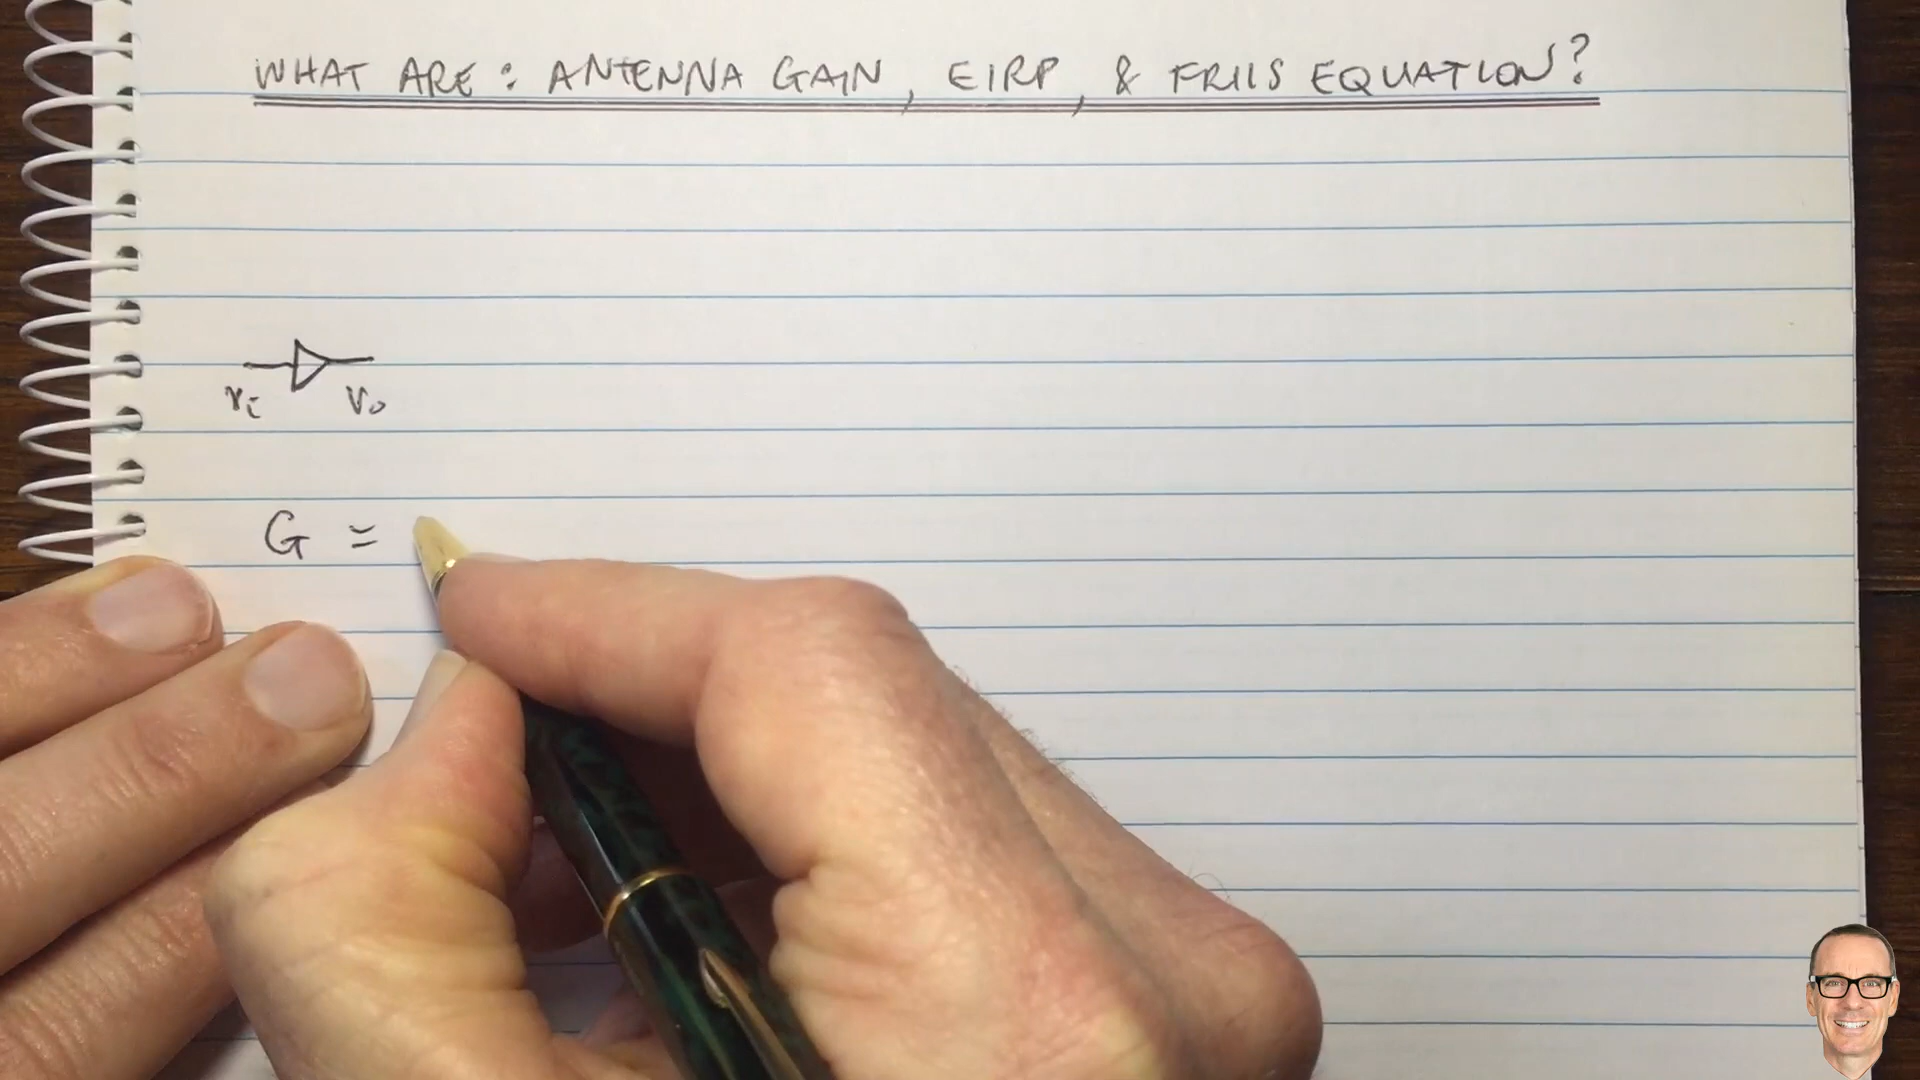 WHAT ARE : ANTENNA GAIN, EIRP, & FRIIS EQUATION?
Vi Vo
G =